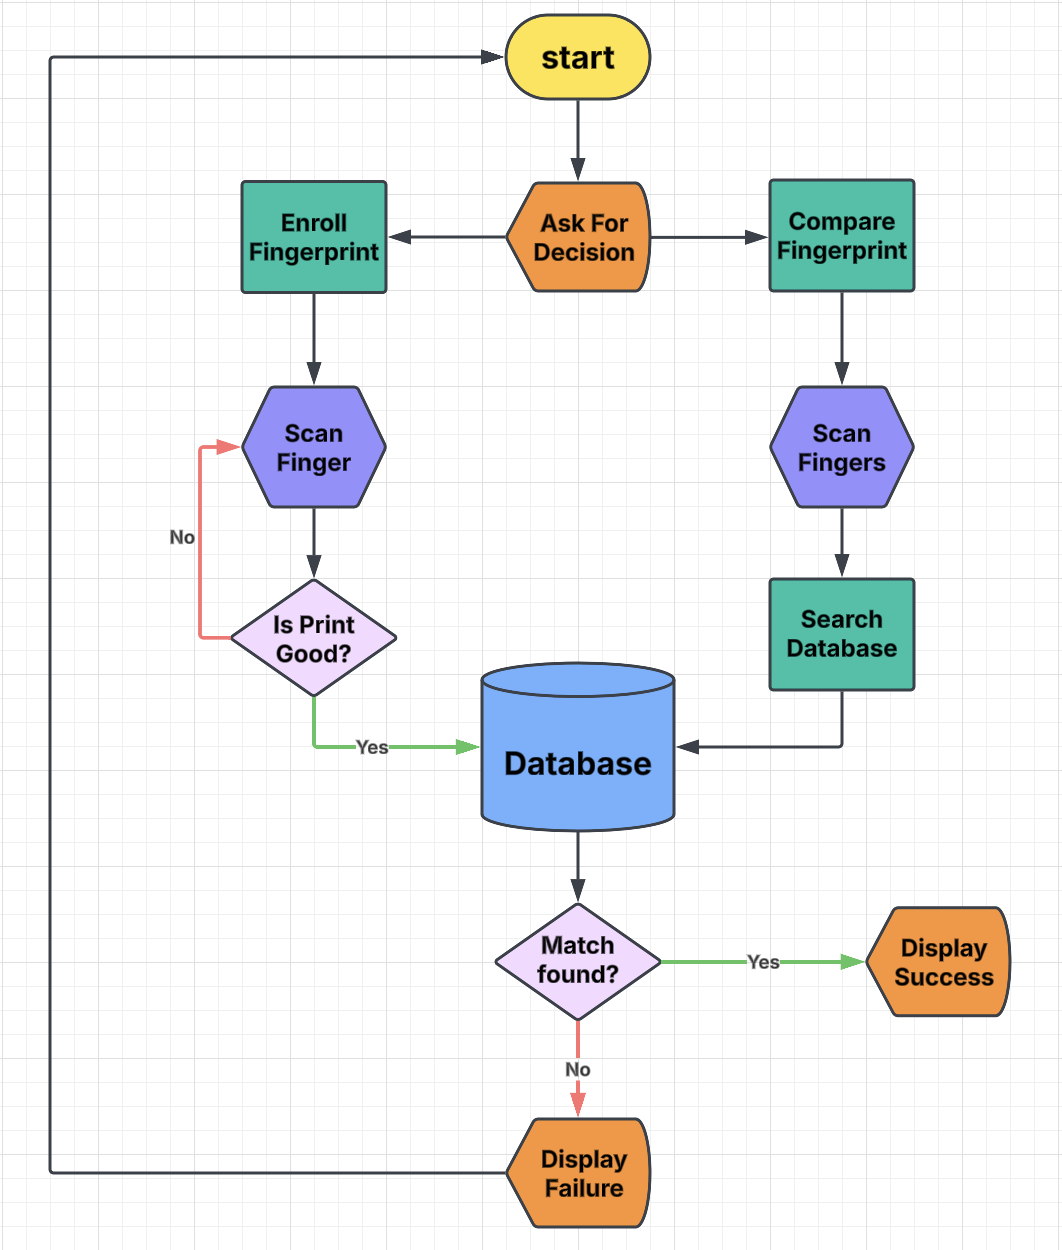 start
Enroll
Fingerprint
Ask For
Decision
Compare
Fingerprint
Scan
Finger
Scan
Fingers
No
Is Print
Good?
Search
Database
Yes
Database
Match
found?
Yes
Display
Success
No
Display
Failure